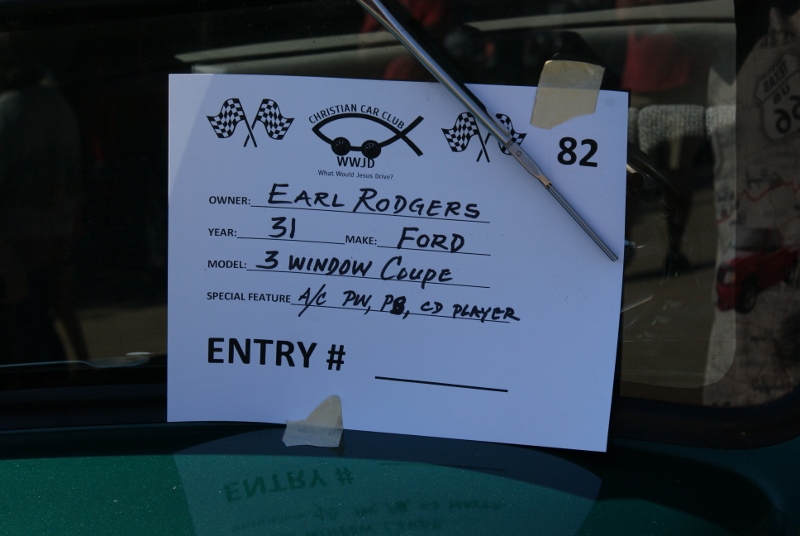 CHRISTIAN CAR CLUB
WWJD
What Would Jesus Drive?
82
OWNER: EARL RODGERS
YEAR: 31 MAKE: FORD
MODEL: 3 WINDOW COUPE
SPECIAL FEATURE A/C PW, PB, CD PLAYER
ENTRY #
ENTRY #